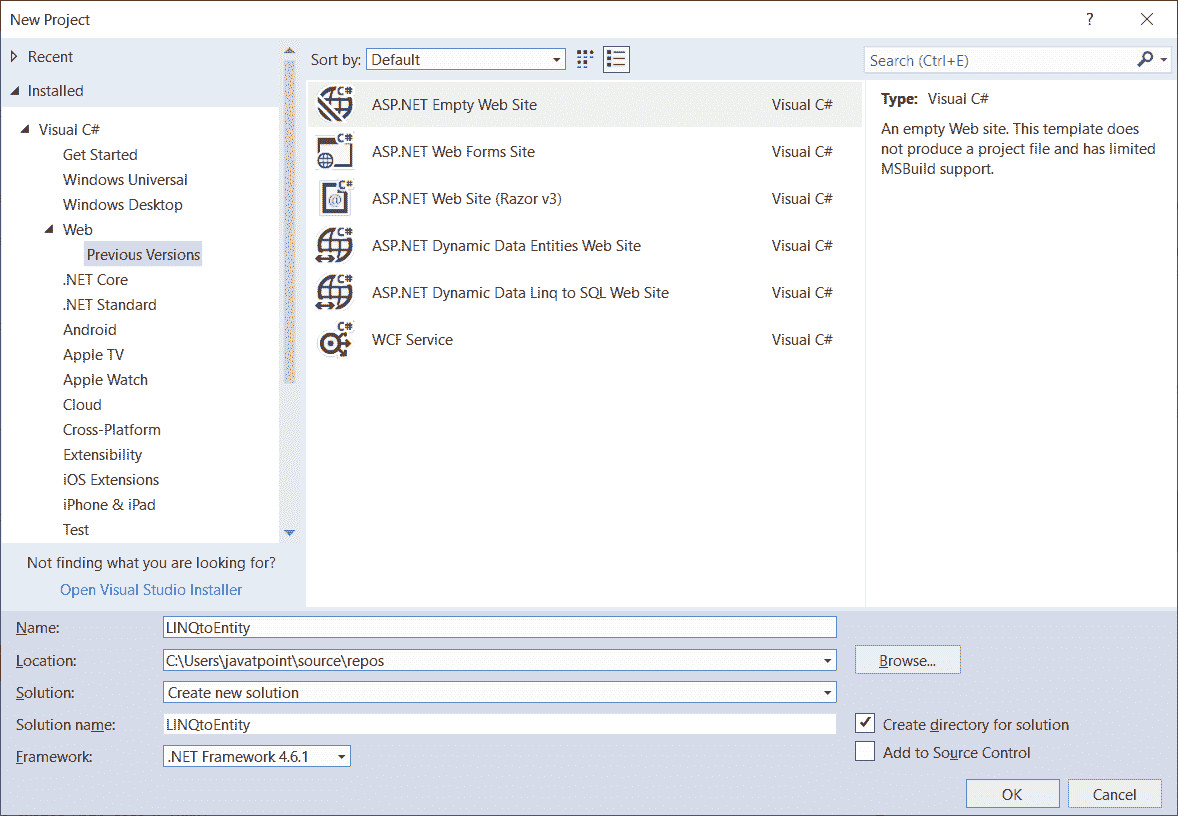 New Project
?
Recent
Installed
Visual C#
Get Started
Windows Universal
Windows Desktop
Web
Previous Versions
.NET Core
.NET Standard
Android
Apple TV
Apple Watch
Cloud
Cross-Platform
Extensibility
iOS Extensions
iPhone & iPad
Test
Not finding what you are looking for?
Open Visual Studio Installer
Sort by: Default
C# ASP.NET Empty Web Site Visual C#
C# ASP.NET Web Forms Site Visual C#
C# @ ASP.NET Web Site (Razor v3) Visual C#
C# ASP.NET Dynamic Data Entities Web Site Visual C#
C# ASP.NET Dynamic Data Linq to SQL Web Site Visual C#
C# WCF Service Visual C#
Search (Ctrl+E)
Type: Visual C#
An empty Web site. This template does
not produce a project file and has limited
MSBuild support.
Name: LINQtoEntity
Location: C:\Users\javatpoint\source\repos
Browse...
Solution: Create new solution
Solution name: LINQtoEntity
Create directory for solution
Framework: .NET Framework 4.6.1
Add to Source Control
OK
Cancel